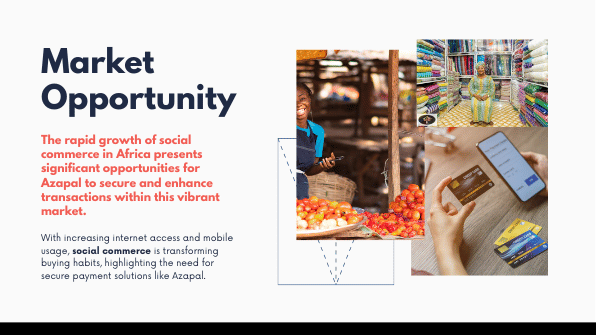 Market
Opportunity
The rapid growth of social
commerce in Africa presents
significant opportunities for
Azapal to secure and enhance
transactions within this vibrant
market.
With increasing internet access and mobile
usage, social commerce is transforming
buying habits, highlighting the need for
secure payment solutions like Azapal.